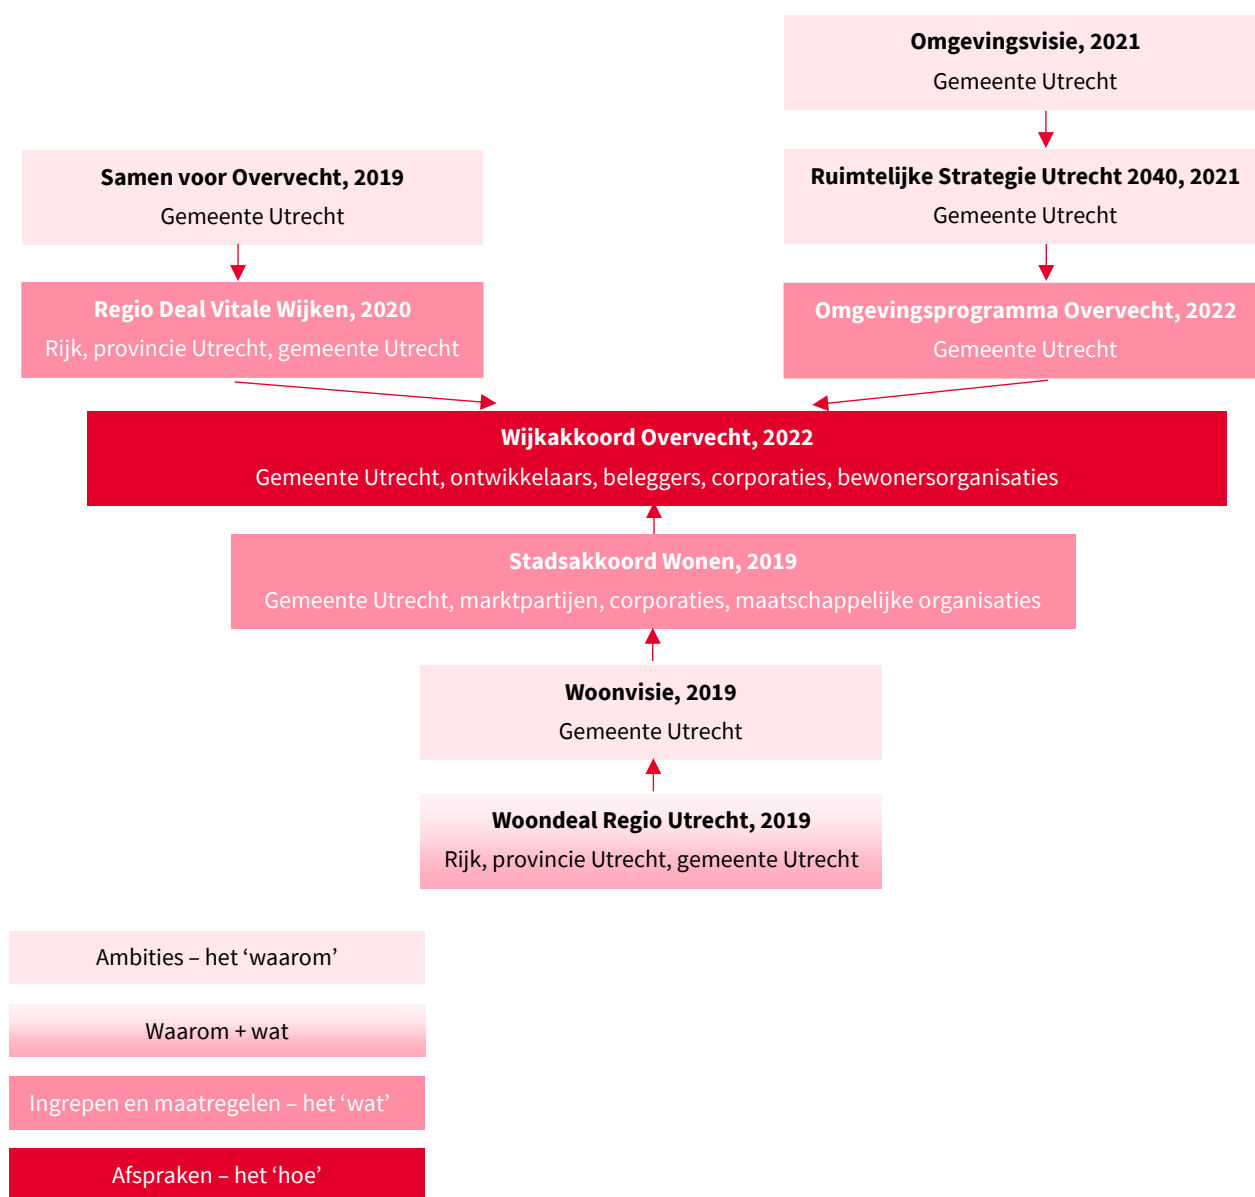 Omgevingsvisie, 2021
Gemeente Utrecht
Samen voor Overvecht, 2019
Gemeente Utrecht
Ruimtelijke Strategie Utrecht 2040, 2021
Gemeente Utrecht
Regio Deal Vitale Wijken, 2020
Rijk, provincie Utrecht, gemeente Utrecht
Omgevingsprogramma Overvecht, 2022
Gemeente Utrecht
Wijkakkoord Overvecht, 2022
Gemeente Utrecht, ontwikkelaars, beleggers, corporaties, bewonersorganisaties
Stadsakkoord Wonen, 2019
Gemeente Utrecht, marktpartijen, corporaties, maatschappelijke organisaties
Woonvisie, 2019
Gemeente Utrecht
Woondeal Regio Utrecht, 2019
Rijk, provincie Utrecht, gemeente Utrecht
Ambities – het ‘waarom’
Waarom + wat
Ingrepen en maatregelen – het ‘wat’
Afspraken – het ‘hoe’